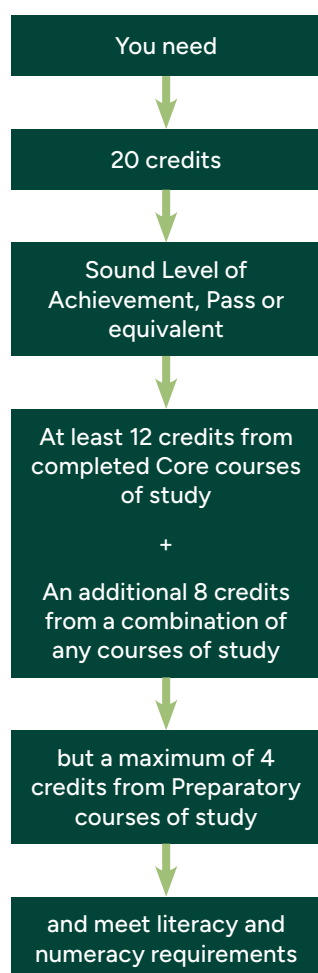 You need
20 credits
Sound Level of
Achievement, Pass or
equivalent
At least 12 credits from
completed Core courses
of study
+
An additional 8 credits
from a combination of
any courses of study
but a maximum of 4
credits from Preparatory
courses of study
and meet literacy and
numeracy requirements